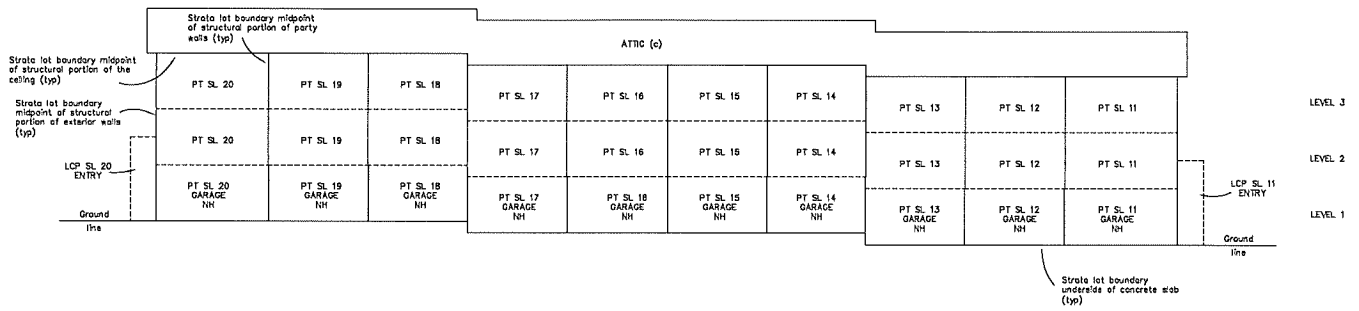 Strata lot boundary midpoint
of structural portion of party
walls (typ)
ATTIC (c)
Strata lot boundary midpoint
of structural portion of the
ceiling (typ)
Strata lot boundary
midpoint of structural
portion of exterior walls
(typ)
PT SL 20
PT SL 19
PT SL 18
PT SL 17
PT SL 16
PT SL 15
PT SL 14
PT SL 13
PT SL 12
PT SL 11
LEVEL 3
PT SL 20
PT SL 19
PT SL 18
PT SL 17
PT SL 16
PT SL 15
PT SL 14
PT SL 13
PT SL 12
PT SL 11
LEVEL 2
LCP SL 20
ENTRY
PT SL 20
GARAGE
NH
PT SL 19
GARAGE
NH
PT SL 18
GARAGE
NH
PT SL 17
GARAGE
NH
PT SL 16
GARAGE
NH
PT SL 15
GARAGE
NH
PT SL 14
GARAGE
NH
PT SL 13
GARAGE
NH
PT SL 12
GARAGE
NH
PT SL 11
GARAGE
NH
LCP SL 11
ENTRY
LEVEL 1
Ground
line
Ground
line
Strata lot boundary
underside of concrete slab
(typ)